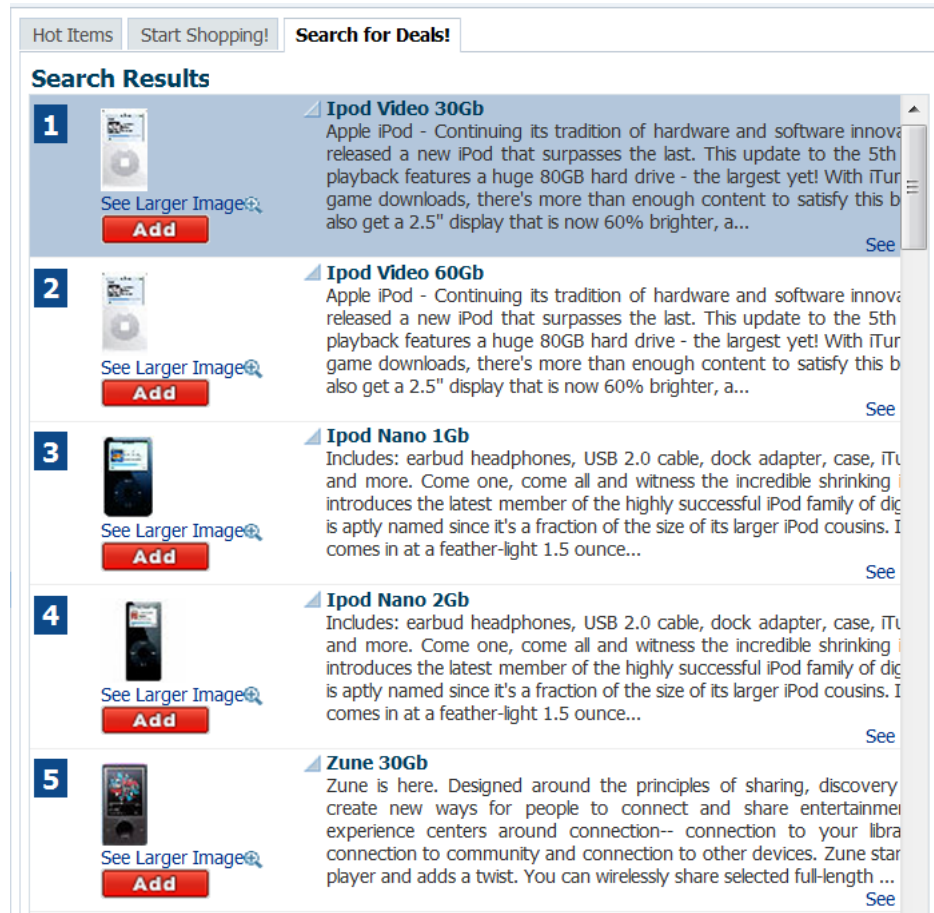 Hot Items
Start Shopping!
Search for Deals!
Search Results
1
Ipod Video 30Gb
Apple iPod - Continuing its tradition of hardware and software innova
released a new iPod that surpasses the last. This update to the 5th
playback features a huge 80GB hard drive - the largest yet! With iTur
game downloads, there's more than enough content to satisfy this b
also get a 2.5" display that is now 60% brighter, a...
See Larger Image
Add
See
2
Ipod Video 60Gb
Apple iPod - Continuing its tradition of hardware and software innova
released a new iPod that surpasses the last. This update to the 5th
playback features a huge 80GB hard drive - the largest yet! With iTur
game downloads, there's more than enough content to satisfy this b
also get a 2.5" display that is now 60% brighter, a...
See Larger Image
Add
See
3
Ipod Nano 1Gb
Includes: earbud headphones, USB 2.0 cable, dock adapter, case, iTu
and more. Come one, come all and witness the incredible shrinking i
introduces the latest member of the highly successful iPod family of dig
is aptly named since it's a fraction of the size of its larger iPod cousins. I
comes in at a feather-light 1.5 ounce...
See Larger Image
Add
See
4
Ipod Nano 2Gb
Includes: earbud headphones, USB 2.0 cable, dock adapter, case, iTu
and more. Come one, come all and witness the incredible shrinking i
introduces the latest member of the highly successful iPod family of dig
is aptly named since it's a fraction of the size of its larger iPod cousins. I
comes in at a feather-light 1.5 ounce...
See Larger Image
Add
See
5
Zune 30Gb
Zune is here. Designed around the principles of sharing, discovery
create new ways for people to connect and share entertainmer
experience centers around connection-- connection to your libra
connection to community and connection to other devices. Zune star
player and adds a twist. You can wirelessly share selected full-length ...
See Larger Image
Add
See